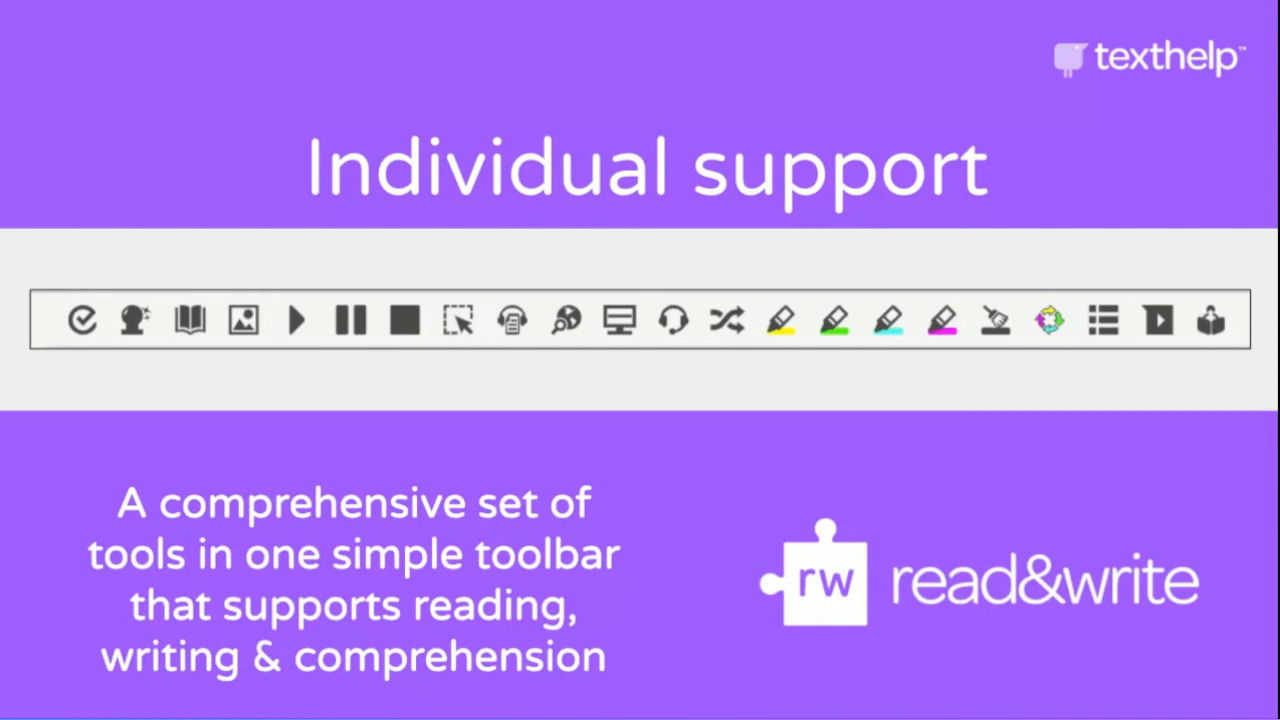 texthelp™
Individual support
A comprehensive set of
tools in one simple toolbar
that supports reading,
writing & comprehension
rw read&write